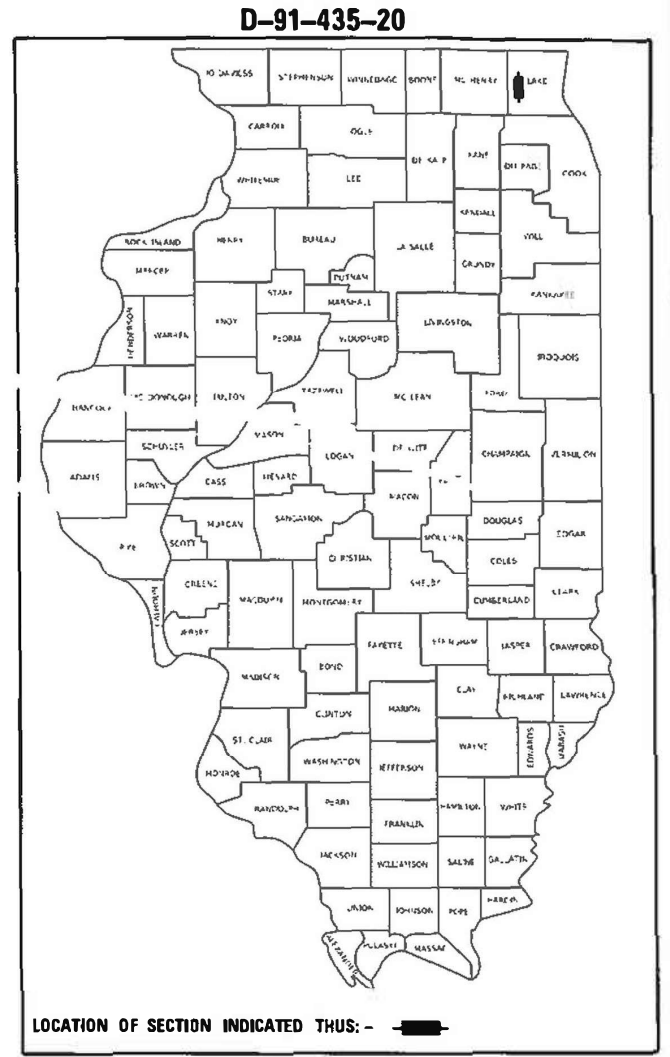 D-91-435-20
JO DAVIESS
STEPHENSON
WINNEBAGO
BOONE
MC HENRY
LAKE
CARROLL
OGLE
DE KALB
KANE
DU PAGE
COOK
WHITESIDE
LEE
KENDALL
WILL
ROCK ISLAND
HENRY
BUREAU
LA SALLE
GRUNDY
MERCER
PUTNAM
KANKAKEE
STARK
MARSHALL
HENDERSON
WARREN
KNOX
PEORIA
WOODFORD
LIVINGSTON
IROQUOIS
HANCOCK
MC DONOUGH
FULTON
TAZEWELL
MC LEAN
FORD
MASON
SCHUYLER
LOGAN
DE WITT
CHAMPAIGN
VERMILION
ADAMS
BROWN
CASS
MENARD
MACON
PIKE
SCOTT
MORGAN
SANGAMON
CHRISTIAN
MOULTRIE
DOUGLAS
EDGAR
COLES
CALHOUN
GREENE
MACOUPIN
MONTGOMERY
SHELBY
CUMBERLAND
CLARK
JERSEY
FAYETTE
EFFINGHAM
JASPER
CRAWFORD
MADISON
BOND
CLAY
RICHLAND
LAWRENCE
CLINTON
MARION
ST. CLAIR
WAYNE
EDWARDS
WABASH
MONROE
WASHINGTON
JEFFERSON
RANDOLPH
PERRY
HAMILTON
WHITE
FRANKLIN
JACKSON
WILLIAMSON
SALINE
GALLATIN
UNION
JOHNSON
POPE
HARDIN
ALEXANDER
PULASKI
MASSAC
LOCATION OF SECTION INDICATED THUS: -